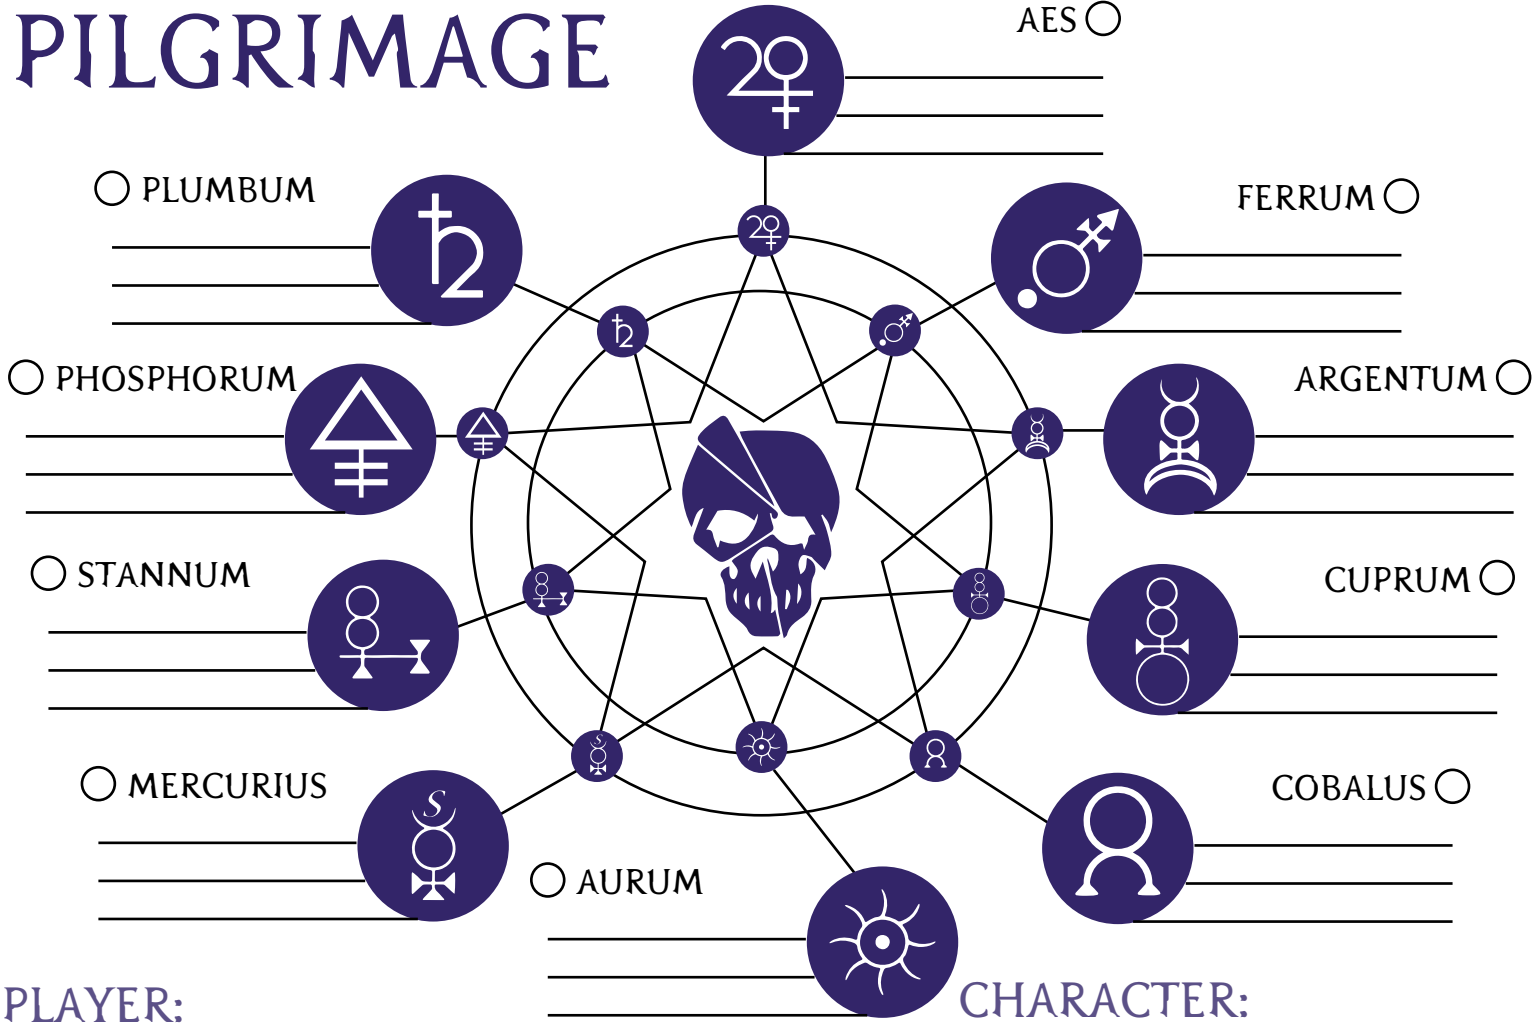 PILGRIMAGE
AES
PLUMBUM
FERRUM
PHOSPHORUM
ARGENTUM
STANNUM
CUPRUM
MERCURIUS
COBALUS
AURUM
PLAYER:
CHARACTER: